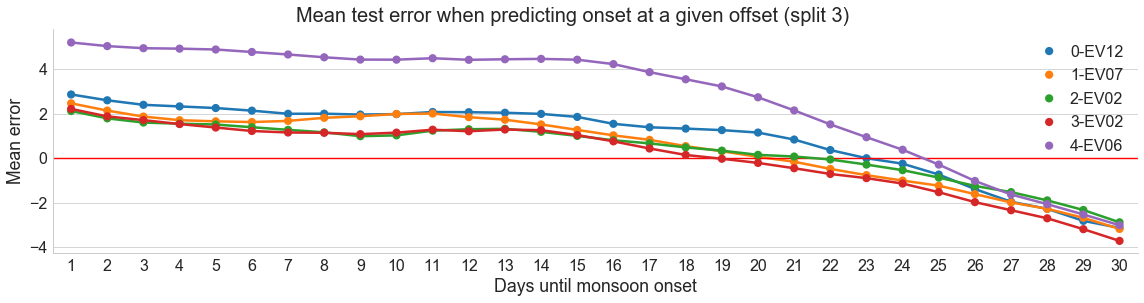 Mean test error when predicting onset at a given offset (split 3)
Mean error
4
2
0
−2
−4
0-EV12
1-EV07
2-EV02
3-EV02
4-EV06
1 2 3 4 5 6 7 8 9 10 11 12 13 14 15 16 17 18 19 20 21 22 23 24 25 26 27 28 29 30
Days until monsoon onset